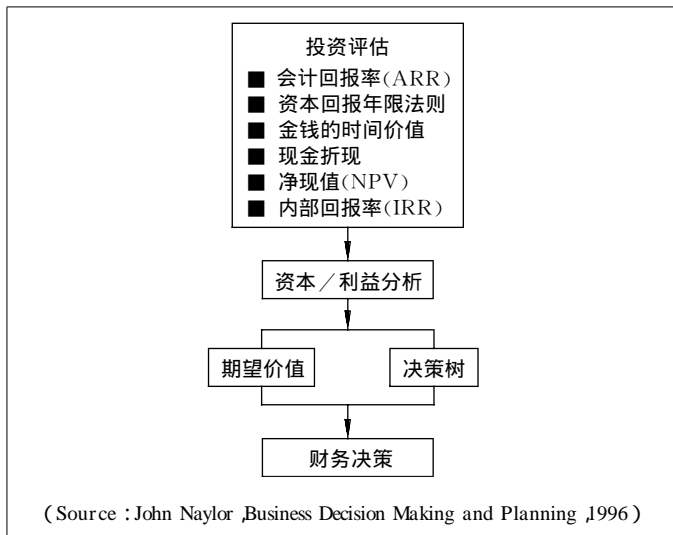 投资评估
■ 会计回报率(ARR)
■ 资本回报年限法则
■ 金钱的时间价值
■ 现金折现
■ 净现值(NPV)
■ 内部回报率(IRR)
资本／利益分析
期望价值 决策树
财务决策
(Source:John Naylor,Business Decision Making and Planning,1996)